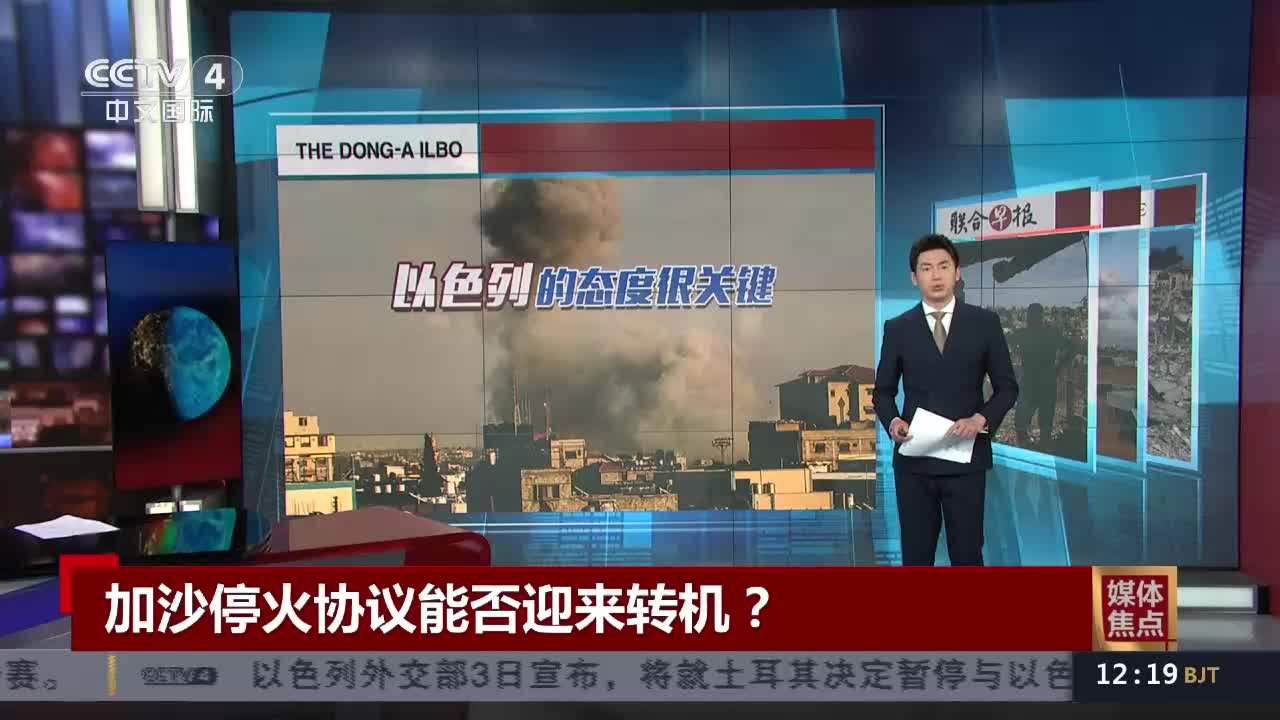 CCTV 4
中文国际
THE DONG-A ILBO
以色列的态度很关键
联合早报
E
加沙停火协议能否迎来转机？
媒体
焦点
赛。 CCTV 4 以色列外交部3日宣布，将就土耳其决定暂停与以色
12:19 BJT